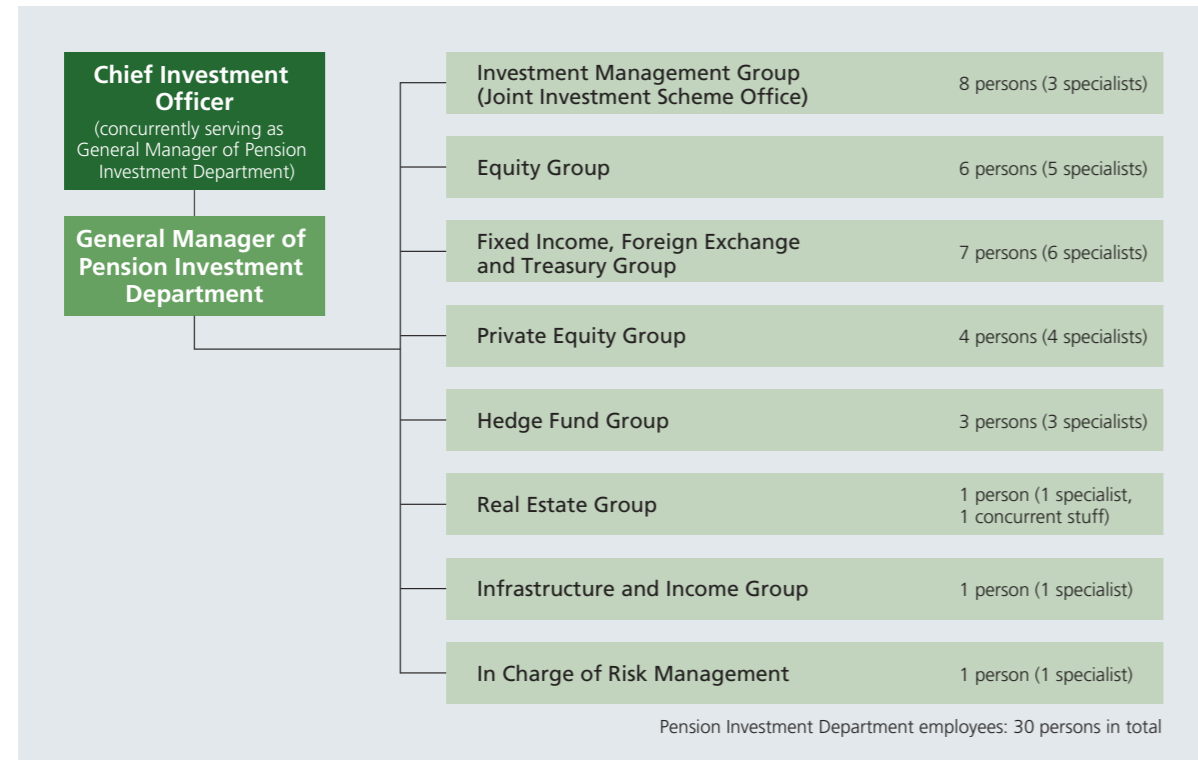 Chief Investment
Officer
(concurrently serving as
General Manager of Pension
Investment Department)
General Manager of
Pension Investment
Department
Investment Management Group
(Joint Investment Scheme Office)
8 persons (3 specialists)
Equity Group
6 persons (5 specialists)
Fixed Income, Foreign Exchange
and Treasury Group
7 persons (6 specialists)
Private Equity Group
4 persons (4 specialists)
Hedge Fund Group
3 persons (3 specialists)
Real Estate Group
1 person (1 specialist,
1 concurrent stuff)
Infrastructure and Income Group
1 person (1 specialist)
In Charge of Risk Management
1 person (1 specialist)
Pension Investment Department employees: 30 persons in total